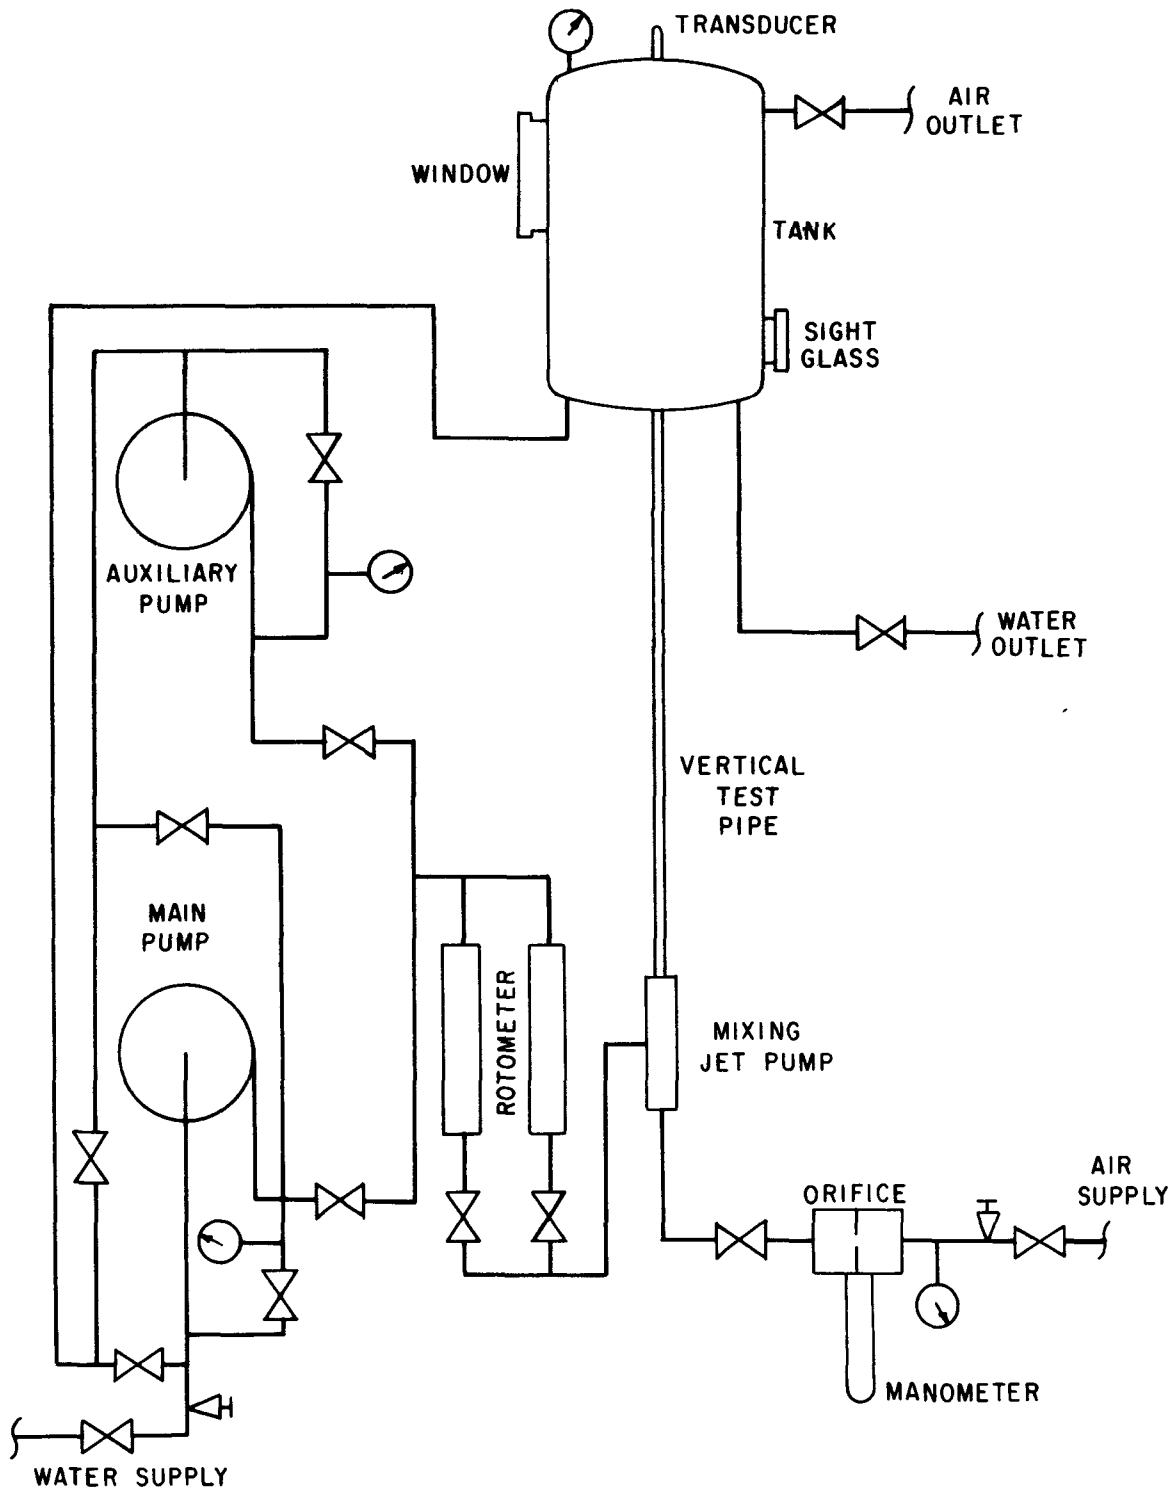 TRANSDUCER
AIR
OUTLET
WINDOW
TANK
SIGHT
GLASS
AUXILIARY
PUMP
WATER
OUTLET
VERTICAL
TEST
PIPE
MAIN
PUMP
ROTOMETER
MIXING
JET PUMP
AIR
SUPPLY
ORIFICE
MANOMETER
WATER SUPPLY